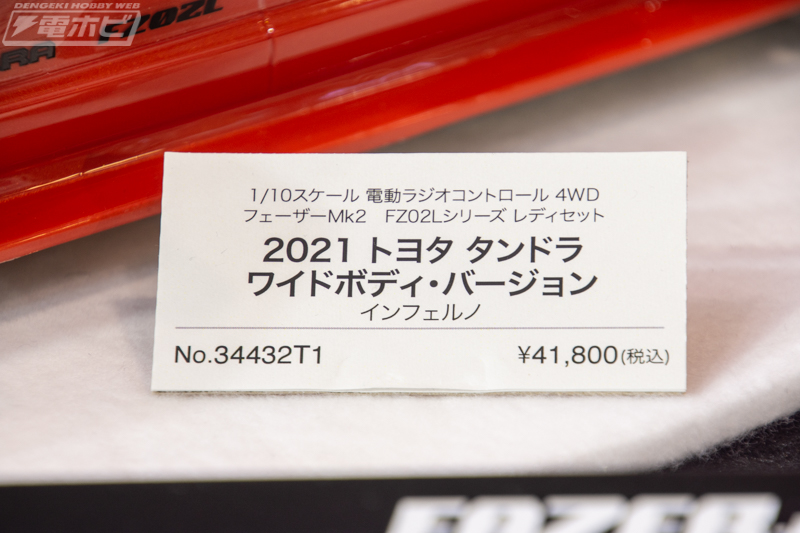 DENGEKI HOBBY WEB
電ホビ
FZ02L
1/10スケール 電動ラジオコントロール 4WD
フェーザーMk2 FZ02Lシリーズ レディセット
2021 トヨタ タンドラ
ワイドボディ・バージョン
インフェルノ
No.34432T1 ¥41,800(税込)